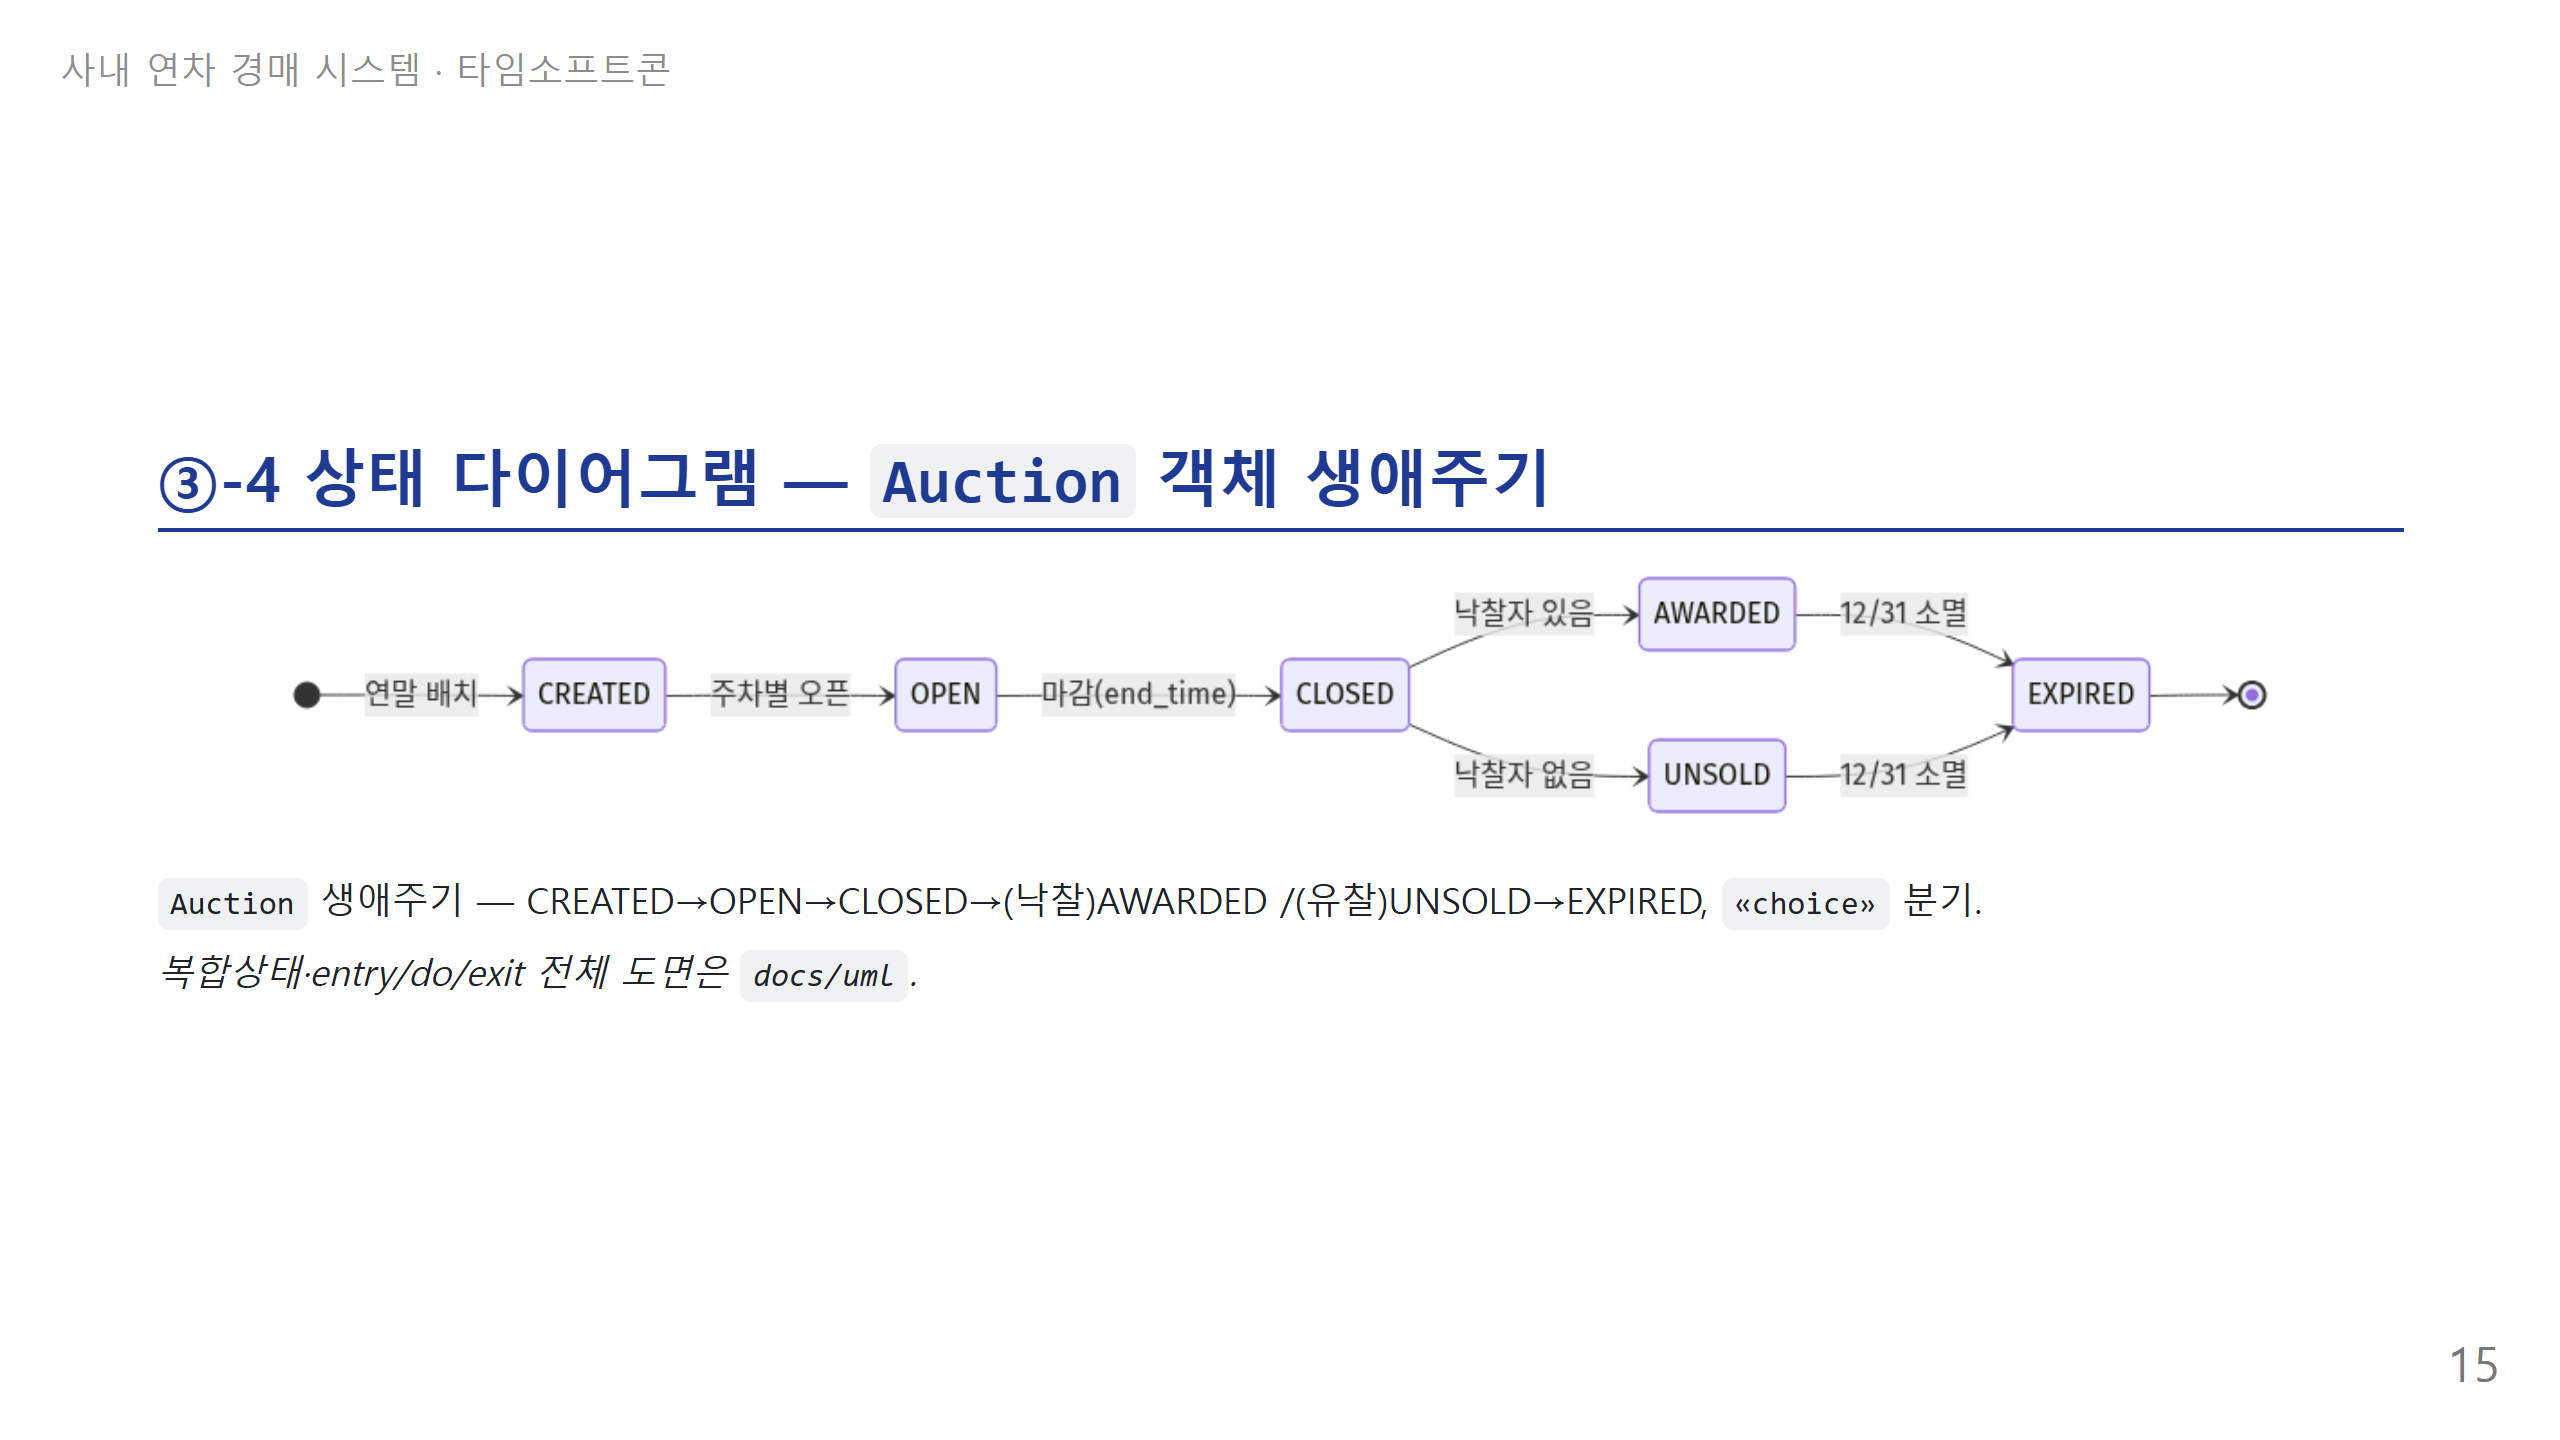 사내 연차 경매 시스템 · 타임소프트콘
③-4 상태 다이어그램 — Auction 객체 생애주기
연말 배치
CREATED
주차별 오픈
OPEN
마감(end_time)
CLOSED
낙찰자 있음
AWARDED
12/31 소멸
낙찰자 없음
UNSOLD
12/31 소멸
EXPIRED
Auction 생애주기 — CREATED→OPEN→CLOSED→(낙찰)AWARDED /(유찰)UNSOLD→EXPIRED, «choice» 분기.
복합상태·entry/do/exit 전체 도면은 docs/uml.
15